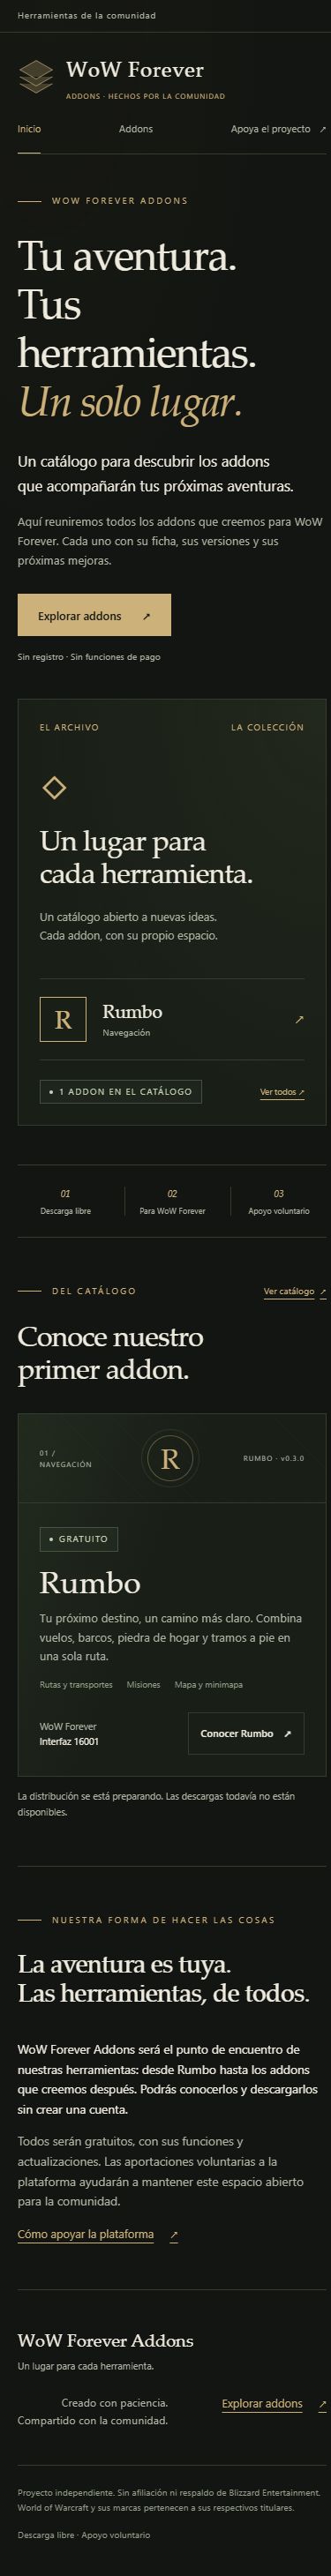 Herramientas de la comunidad
WoW Forever
ADDONS · HECHOS POR LA COMUNIDAD
Inicio Addons Apoya el proyecto ↗
WOW FOREVER ADDONS
Tu aventura.
Tus
herramientas.
Un solo lugar.
Un catálogo para descubrir los addons
que acompañarán tus próximas aventuras.
Aquí reuniremos todos los addons que creemos para WoW
Forever. Cada uno con su ficha, sus versiones y sus
próximas mejoras.
Explorar addons ↗
Sin registro · Sin funciones de pago
EL ARCHIVO LA COLECCIÓN
Un lugar para
cada herramienta.
Un catálogo abierto a nuevas ideas.
Cada addon, con su propio espacio.
R Rumbo ↗
Navegación
• 1 ADDON EN EL CATÁLOGO Ver todos ↗
01 02 03
Descarga libre Para WoW Forever Apoyo voluntario
DEL CATÁLOGO Ver catálogo ↗
Conoce nuestro
primer addon.
01 /
NAVEGACIÓN
R
RUMBO · v0.3.0
• GRATUITO
Rumbo
Tu próximo destino, un camino más claro. Combina
vuelos, barcos, piedra de hogar y tramos a pie en
una sola ruta.
Rutas y transportes Misiones Mapa y minimapa
WoW Forever
Interfaz 16001
Conocer Rumbo ↗
La distribución se está preparando. Las descargas todavía no están
disponibles.
NUESTRA FORMA DE HACER LAS COSAS
La aventura es tuya.
Las herramientas, de todos.
WoW Forever Addons será el punto de encuentro de
nuestras herramientas: desde Rumbo hasta los addons
que creemos después. Podrás conocerlos y descargarlos
sin crear una cuenta.
Todos serán gratuitos, con sus funciones y
actualizaciones. Las aportaciones voluntarias a la
plataforma ayudarán a mantener este espacio abierto
para la comunidad.
Cómo apoyar la plataforma ↗
WoW Forever Addons
Un lugar para cada herramienta.
Creado con paciencia.
Compartido con la comunidad.
Explorar addons ↗
Proyecto independiente. Sin afiliación ni respaldo de Blizzard Entertainment.
World of Warcraft y sus marcas pertenecen a sus respectivos titulares.
Descarga libre · Apoyo voluntario